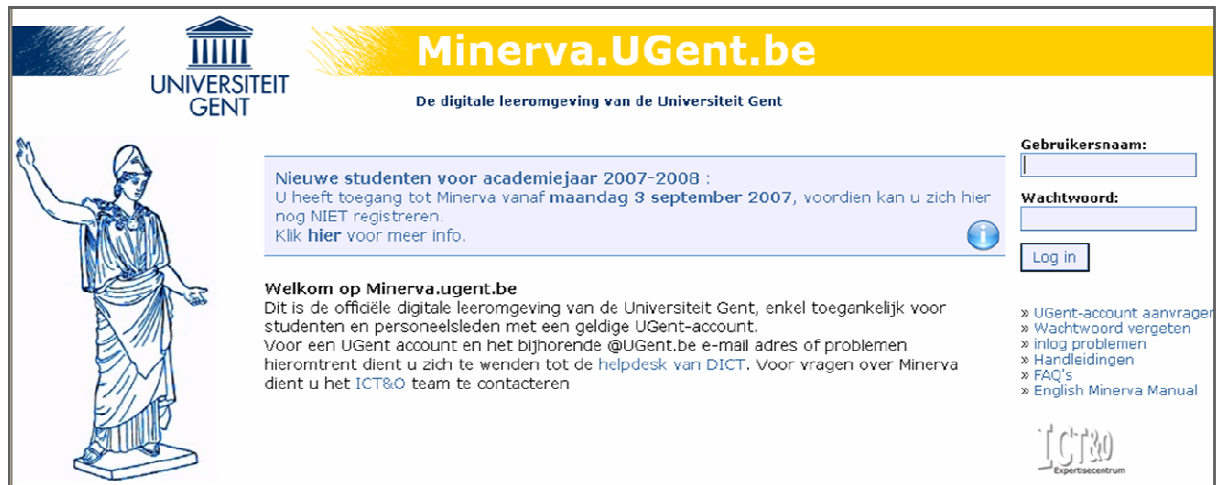 Minerva.UGent.be
UNIVERSITEIT
GENT
De digitale leeromgeving van de Universiteit Gent
Nieuwe studenten voor academiejaar 2007-2008 :
U heeft toegang tot Minerva vanaf maandag 3 september 2007, voordien kan u zich hier
nog NIET registreren.
Klik hier voor meer info.
Welkom op Minerva.ugent.be
Dit is de officiële digitale leeromgeving van de Universiteit Gent, enkel toegankelijk voor
studenten en personeelsleden met een geldige UGent-account.
Voor een UGent account en het bijhorende @UGent.be e-mail adres of problemen
hieromtrent dient u zich te wenden tot de helpdesk van DICT. Voor vragen over Minerva
dient u het ICT&O team te contacteren
Gebruikersnaam:
Wachtwoord:
Log in
» UGent-account aanvragen
» Wachtwoord vergeten
» inlog problemen
» Handleidingen
» FAQ's
» English Minerva Manual
ICT&O
Expertisecentrum